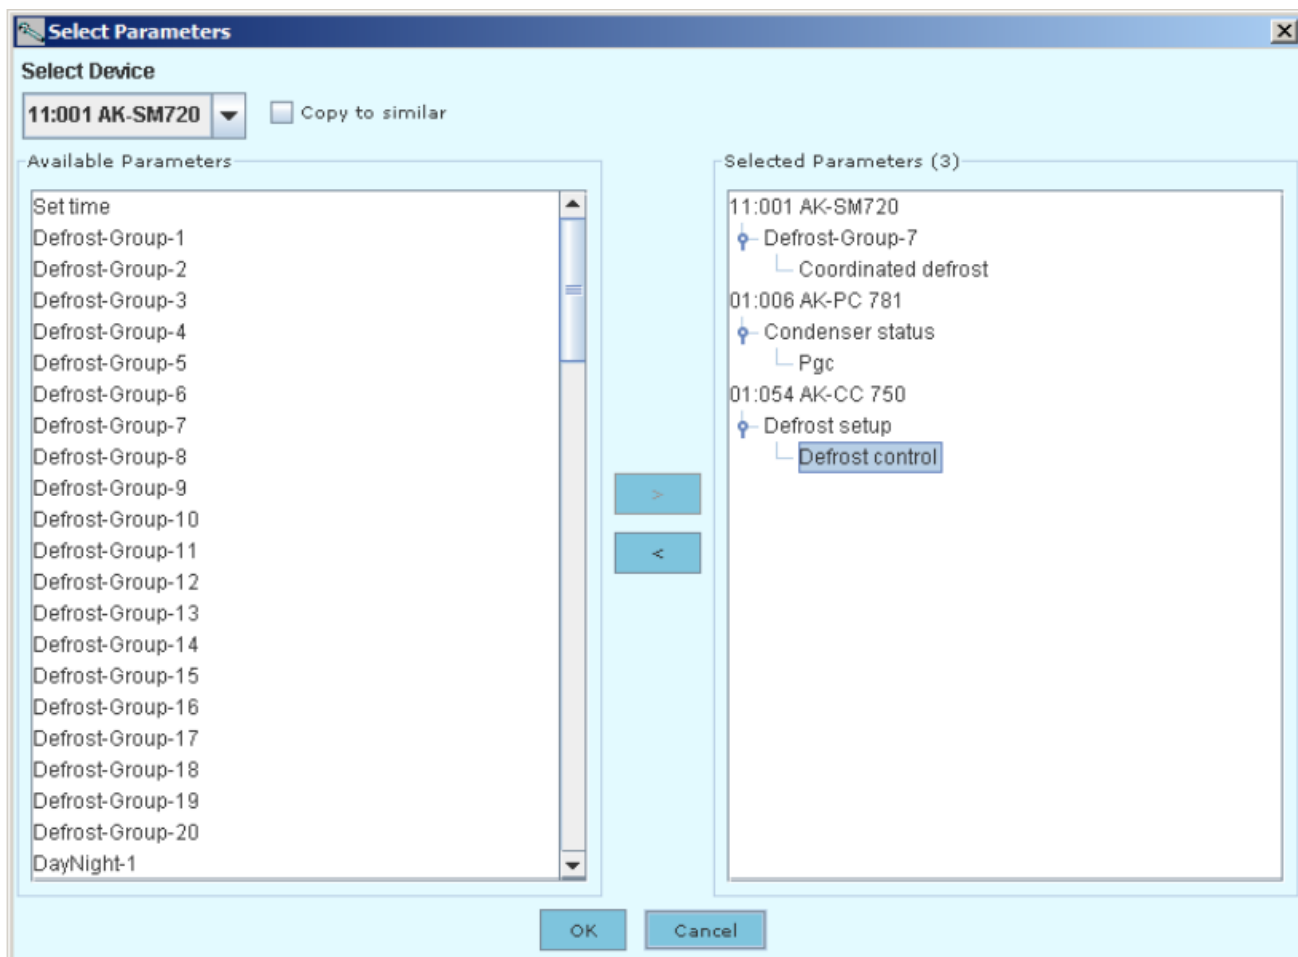 Select Parameters
Select Device
11:001 AK-SM720
Copy to similar
Available Parameters
Set time
Defrost-Group-1
Defrost-Group-2
Defrost-Group-3
Defrost-Group-4
Defrost-Group-5
Defrost-Group-6
Defrost-Group-7
Defrost-Group-8
Defrost-Group-9
Defrost-Group-10
Defrost-Group-11
Defrost-Group-12
Defrost-Group-13
Defrost-Group-14
Defrost-Group-15
Defrost-Group-16
Defrost-Group-17
Defrost-Group-18
Defrost-Group-19
Defrost-Group-20
DayNight-1
>
<
Selected Parameters (3)
11:001 AK-SM720
Defrost-Group-7
Coordinated defrost
01:006 AK-PC 781
Condenser status
Pgc
01:054 AK-CC 750
Defrost setup
Defrost control
OK
Cancel